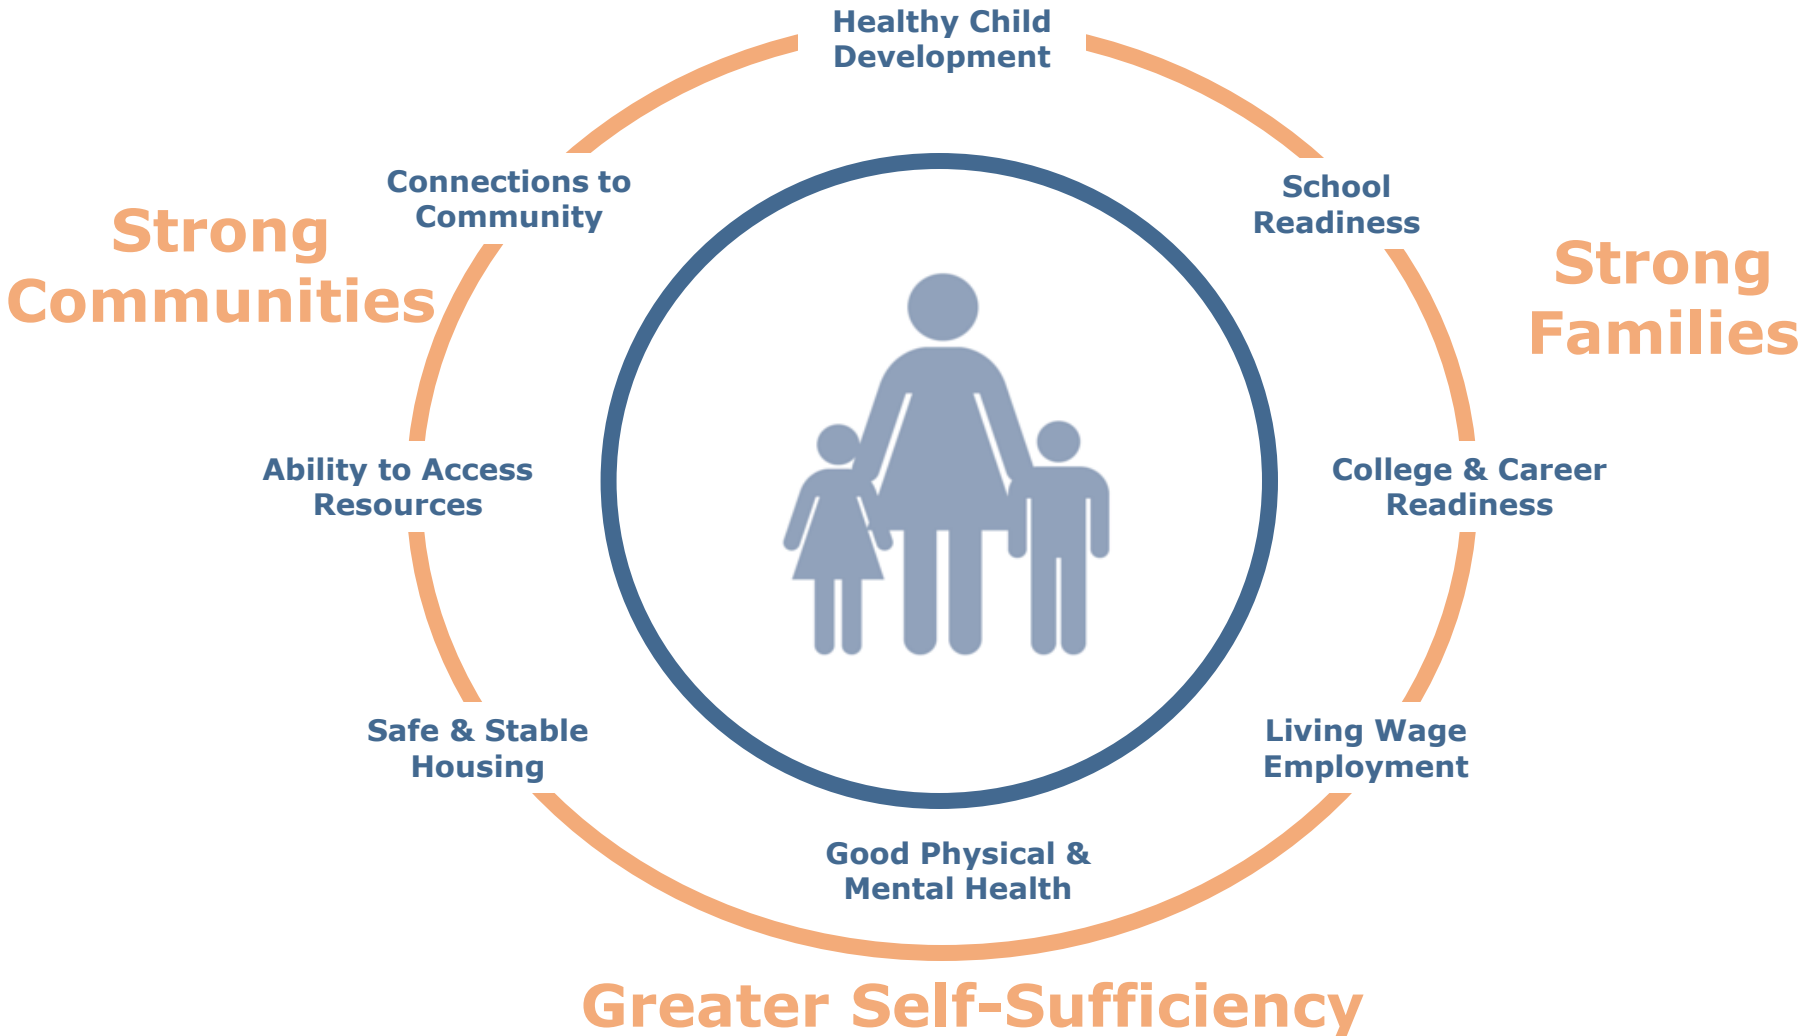 Healthy Child
Development
Connections to
Community
School
Readiness
Strong
Communities
Strong
Families
Ability to Access
Resources
College & Career
Readiness
Safe & Stable
Housing
Living Wage
Employment
Good Physical &
Mental Health
Greater Self-Sufficiency